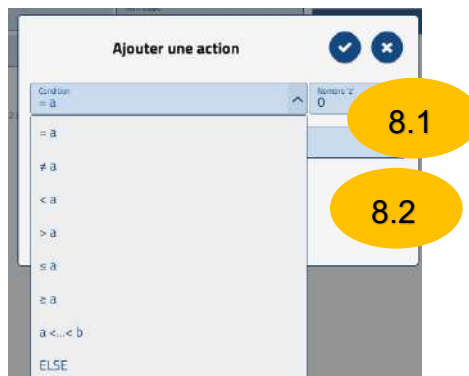 Ajouter une action
Condition
= a
Nombre 'a'
0
8.1
= a
≠ a
< a
8.2
> a
≤ a
≥ a
a <...< b
ELSE